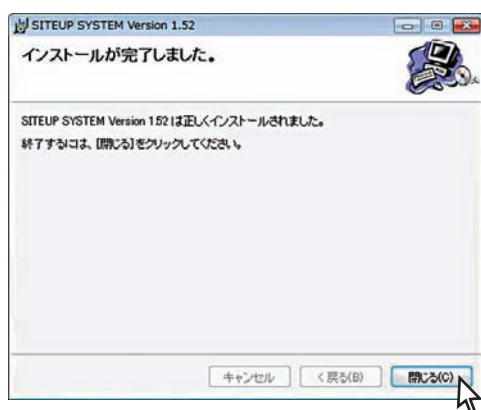 SITEUP SYSTEM Version 1.52
インストールが完了しました。
SITEUP SYSTEM Version 1.52 は正しくインストールされました。
終了するには、[閉じる]をクリックしてください。
キャンセル
< 戻る(B)
閉じる(C)